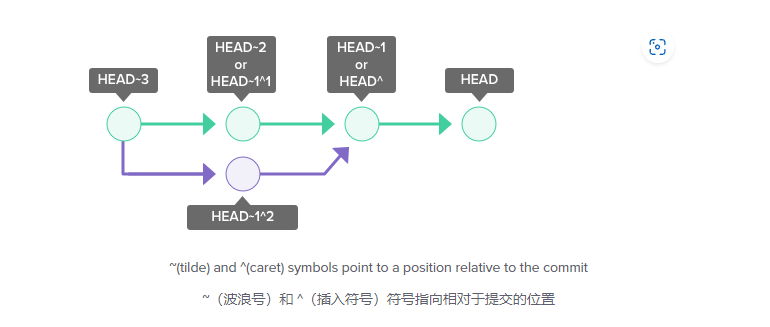 HEAD~2
or
HEAD~1^1
HEAD~1
or
HEAD^
HEAD~3
HEAD
HEAD~1^2
~(tilde) and ^(caret) symbols point to a position relative to the commit
~（波浪号）和 ^（插入符号）符号指向相对于提交的位置